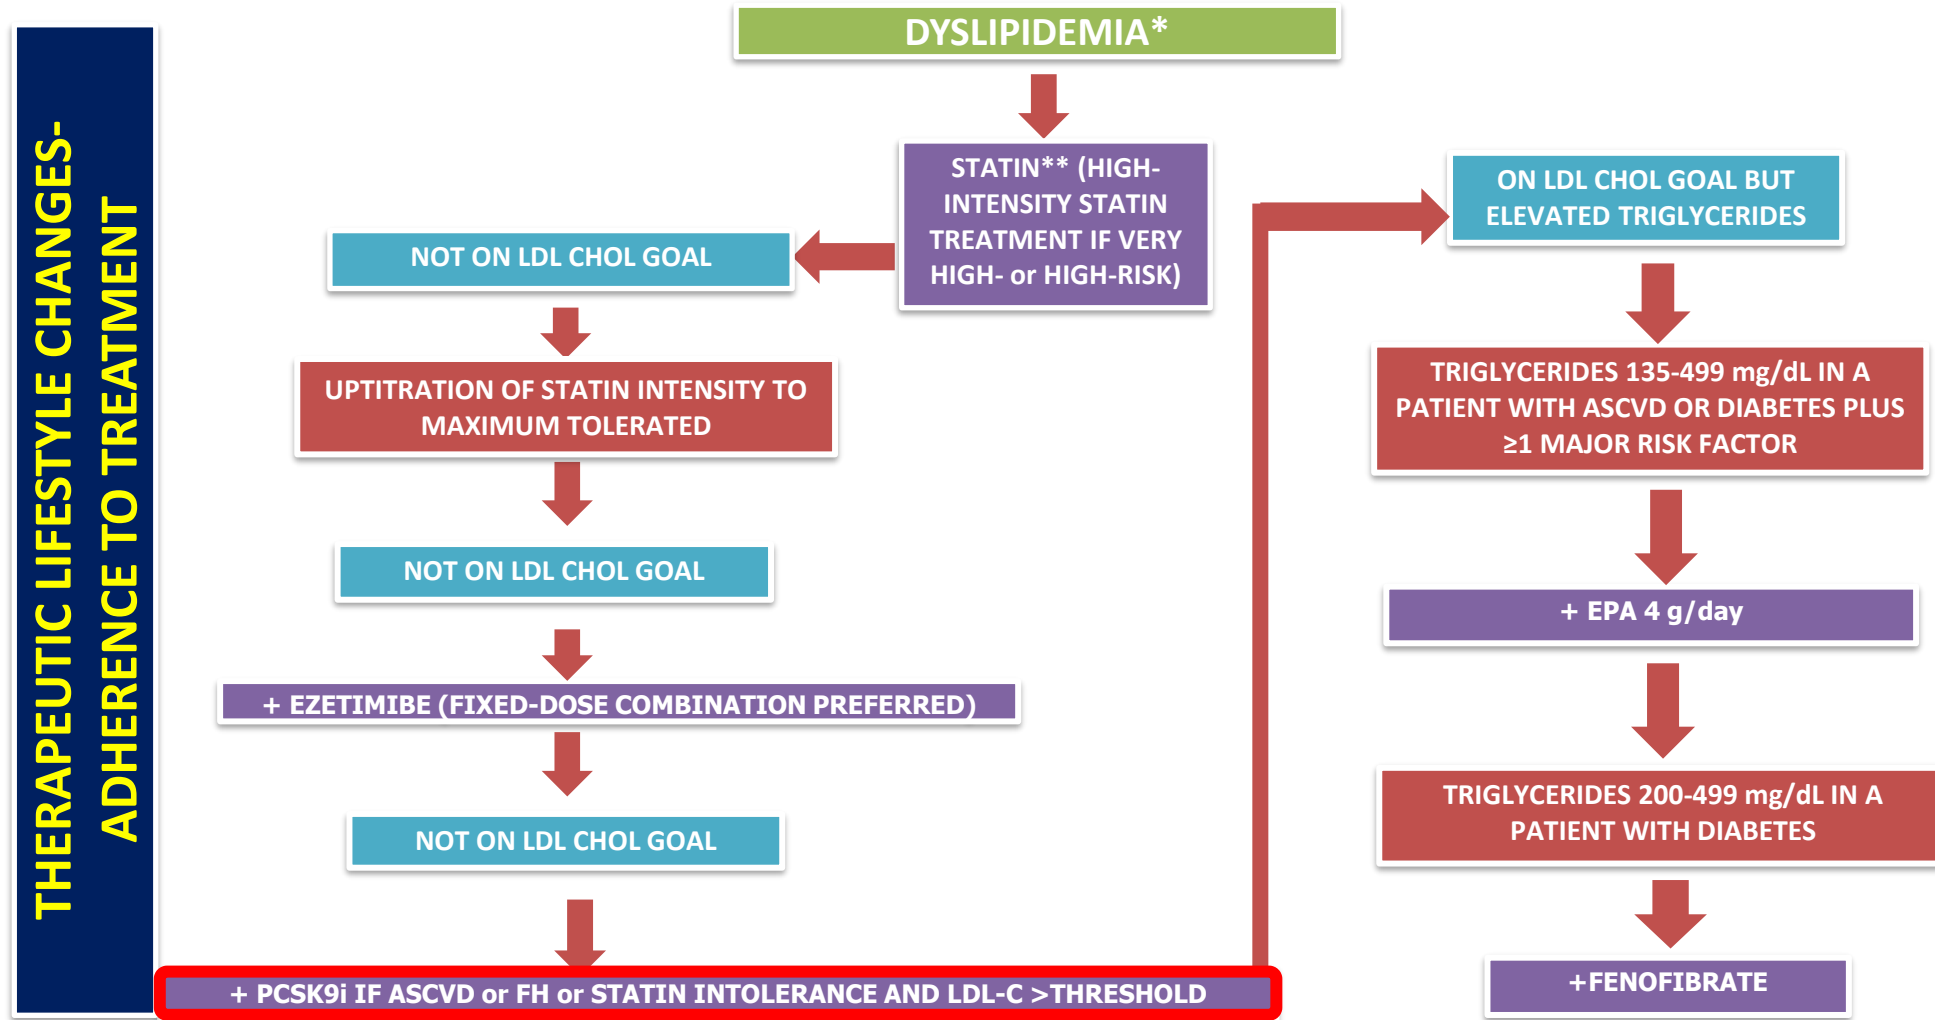 THERAPEUTIC LIFESTYLE CHANGES-
ADHERENCE TO TREATMENT
DYSLIPIDEMIA*
STATIN** (HIGH-
INTENSITY STATIN
TREATMENT IF VERY
HIGH- or HIGH-RISK)
NOT ON LDL CHOL GOAL
UPTITRATION OF STATIN INTENSITY TO
MAXIMUM TOLERATED
NOT ON LDL CHOL GOAL
+ EZETIMIBE (FIXED-DOSE COMBINATION PREFERRED)
NOT ON LDL CHOL GOAL
+ PCSK9i IF ASCVD or FH or STATIN INTOLERANCE AND LDL-C >THRESHOLD
ON LDL CHOL GOAL BUT
ELEVATED TRIGLYCERIDES
TRIGLYCERIDES 135-499 mg/dL IN A
PATIENT WITH ASCVD OR DIABETES PLUS
≥1 MAJOR RISK FACTOR
+ EPA 4 g/day
TRIGLYCERIDES 200-499 mg/dL IN A
PATIENT WITH DIABETES
+FENOFIBRATE